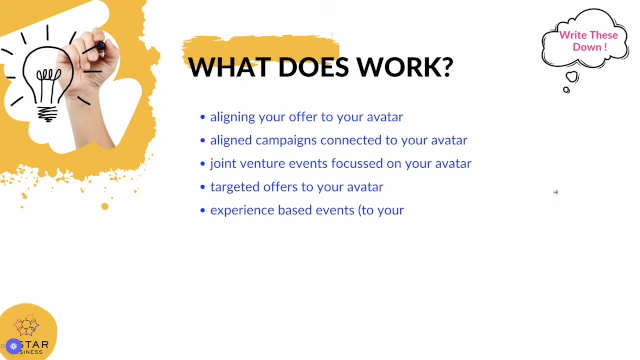 Write These
Down !
WHAT DOES WORK?
• aligning your offer to your avatar
• aligned campaigns connected to your avatar
• joint venture events focussed on your avatar
• targeted offers to your avatar
• experience based events (to your
STAR